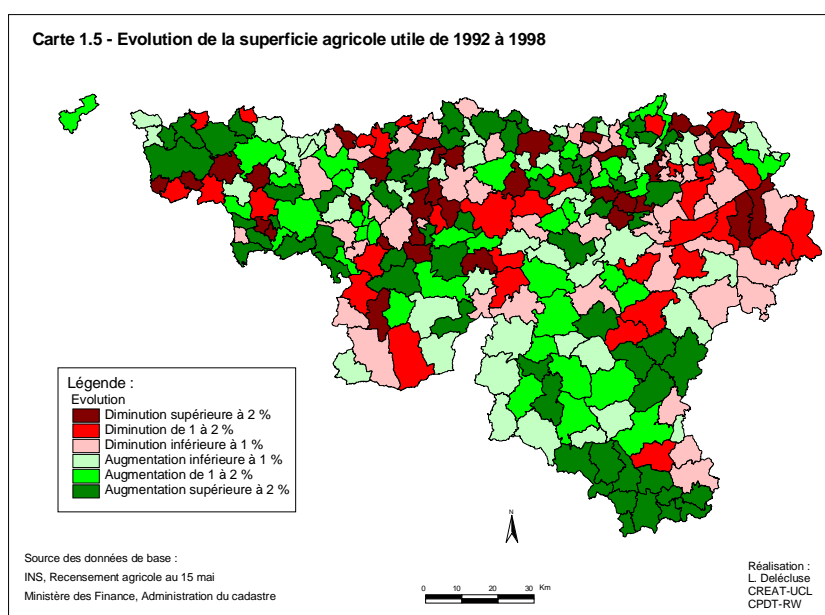 Carte 1.5 - Evolution de la superficie agricole utile de 1992 à 1998
Légende :
Evolution
Diminution supérieure à 2 %
Diminution de 1 à 2 %
Diminution inférieure à 1 %
Augmentation inférieure à 1 %
Augmentation de 1 à 2 %
Augmentation supérieure à 2 %
N
Source des données de base :
INS, Recensement agricole au 15 mai
Ministère des Finance, Administration du cadastre
0 10 20 30 Km
Réalisation :
L. Delécluse
CREAT-UCL
CPDT-RW